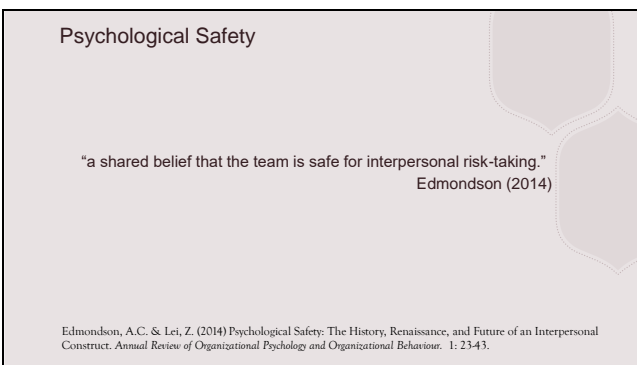 Psychological Safety
“a shared belief that the team is safe for interpersonal risk-taking.”
Edmondson (2014)
Edmondson, A.C. & Lei, Z. (2014) Psychological Safety: The History, Renaissance, and Future of an Interpersonal
Construct. Annual Review of Organizational Psychology and Organizational Behaviour. 1: 23-43.